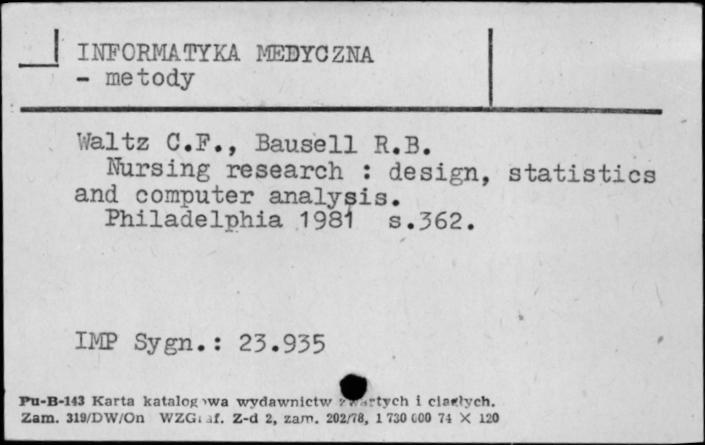 INFORMATYKA MEDYCZNA
- metody
Waltz C.F., Bausell R.B.
Nursing research : design, statistics
and computer analysis.
Philadelphia 1981 s.362.
IMP Sygn.: 23.935
Pu-B-143 Karta katalogowa wydawnictw zwartych i ciągłych.
Zam. 319/DW/On WZGraf. Z-d 2, zam. 202/78, 1 730 000 74 X 120